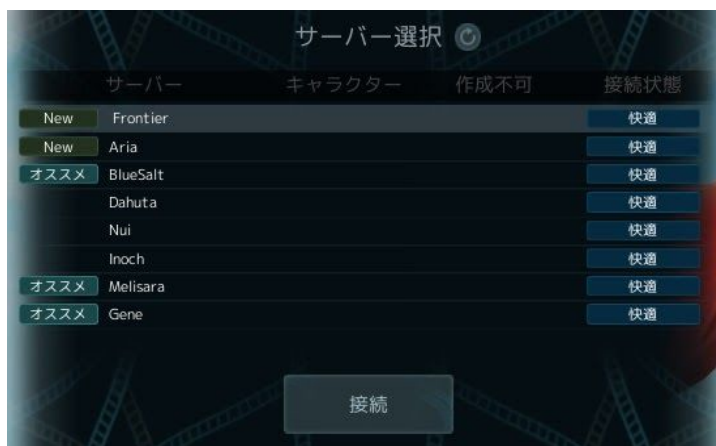 サーバー選択
サーバー キャラクター 作成不可 接続状態
New Frontier 快適
New Aria 快適
オススメ BlueSalt 快適
Dahuta 快適
Nui 快適
Inoch 快適
オススメ Melisara 快適
オススメ Gene 快適
接続